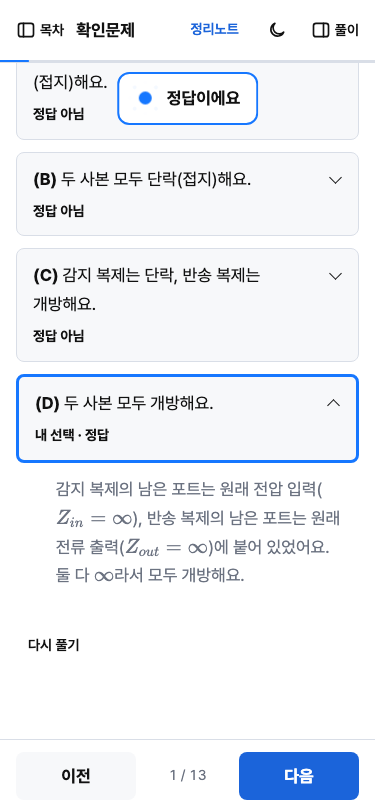 목차 확인문제 정리노트 풀이
(접지)해요.
정답이에요
정답 아님
(B) 두 사본 모두 단락(접지)해요.
정답 아님
(C) 감지 복제는 단락, 반송 복제는
개방해요.
정답 아님
(D) 두 사본 모두 개방해요.
내 선택 · 정답
감지 복제의 남은 포트는 원래 전압 입력(
Z_{in} = ∞), 반송 복제의 남은 포트는 원래
전류 출력(Z_{out} = ∞)에 붙어 있었어요.
둘 다 ∞라서 모두 개방해요.
다시 풀기
이전 1 / 13 다음